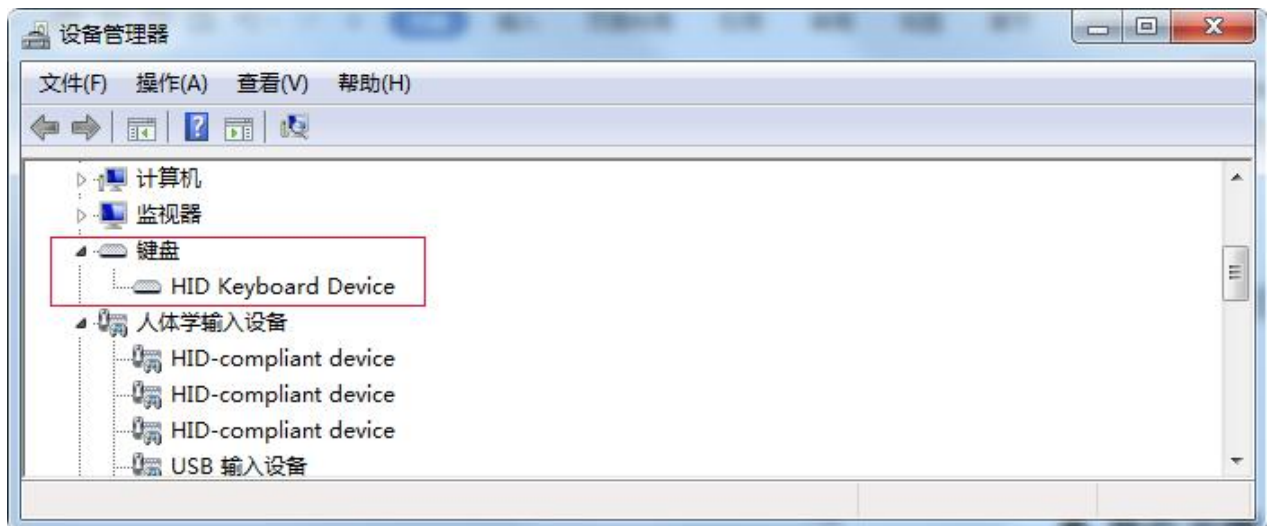 设备管理器
文件(F) 操作(A) 查看(V) 帮助(H)
计算机
监视器
键盘
HID Keyboard Device
人体学输入设备
HID-compliant device
HID-compliant device
HID-compliant device
USB 输入设备